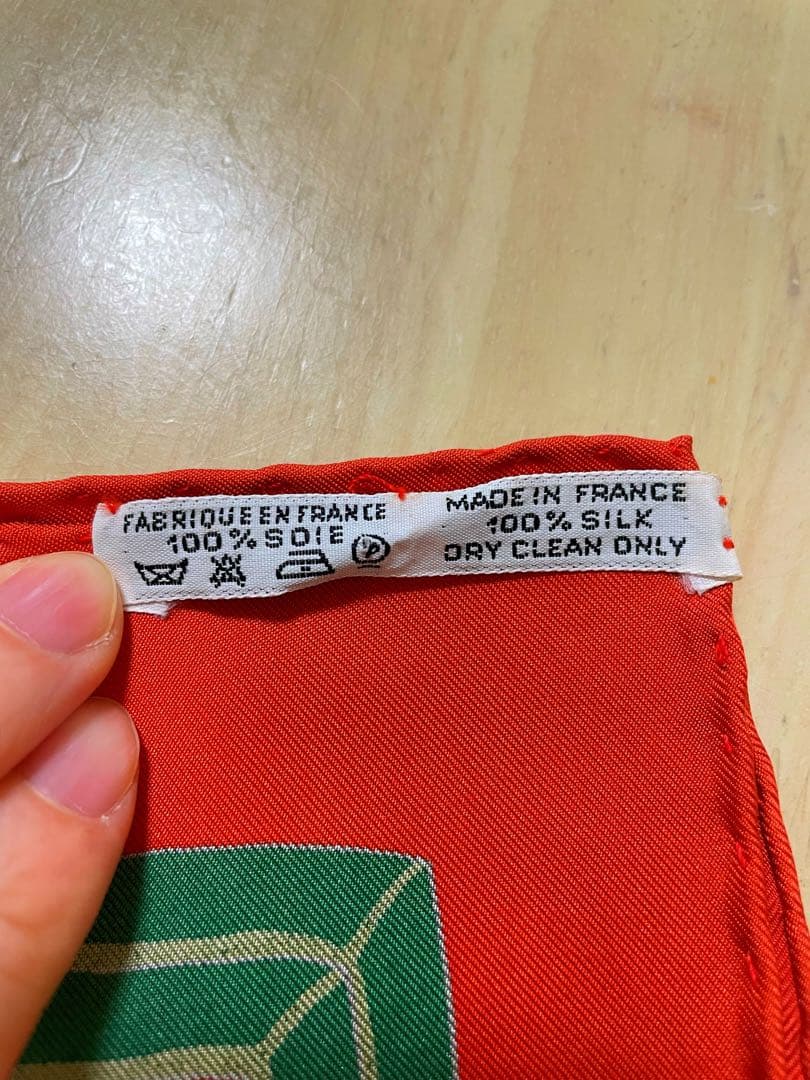 FABRIQUE EN FRANCE
100% SOIE
P
MADE IN FRANCE
100% SILK
DRY CLEAN ONLY